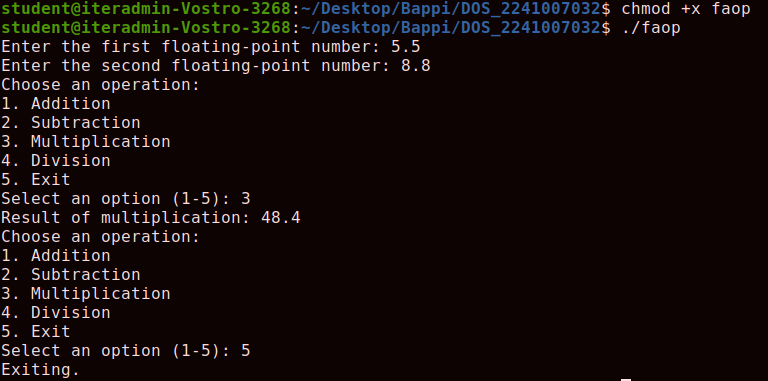 student@iteradmin-Vostro-3268:~/Desktop/Bappi/DOS_2241007032$ chmod +x faop
student@iteradmin-Vostro-3268:~/Desktop/Bappi/DOS_2241007032$ ./faop
Enter the first floating-point number: 5.5
Enter the second floating-point number: 8.8
Choose an operation:
1. Addition
2. Subtraction
3. Multiplication
4. Division
5. Exit
Select an option (1-5): 3
Result of multiplication: 48.4
Choose an operation:
1. Addition
2. Subtraction
3. Multiplication
4. Division
5. Exit
Select an option (1-5): 5
Exiting.